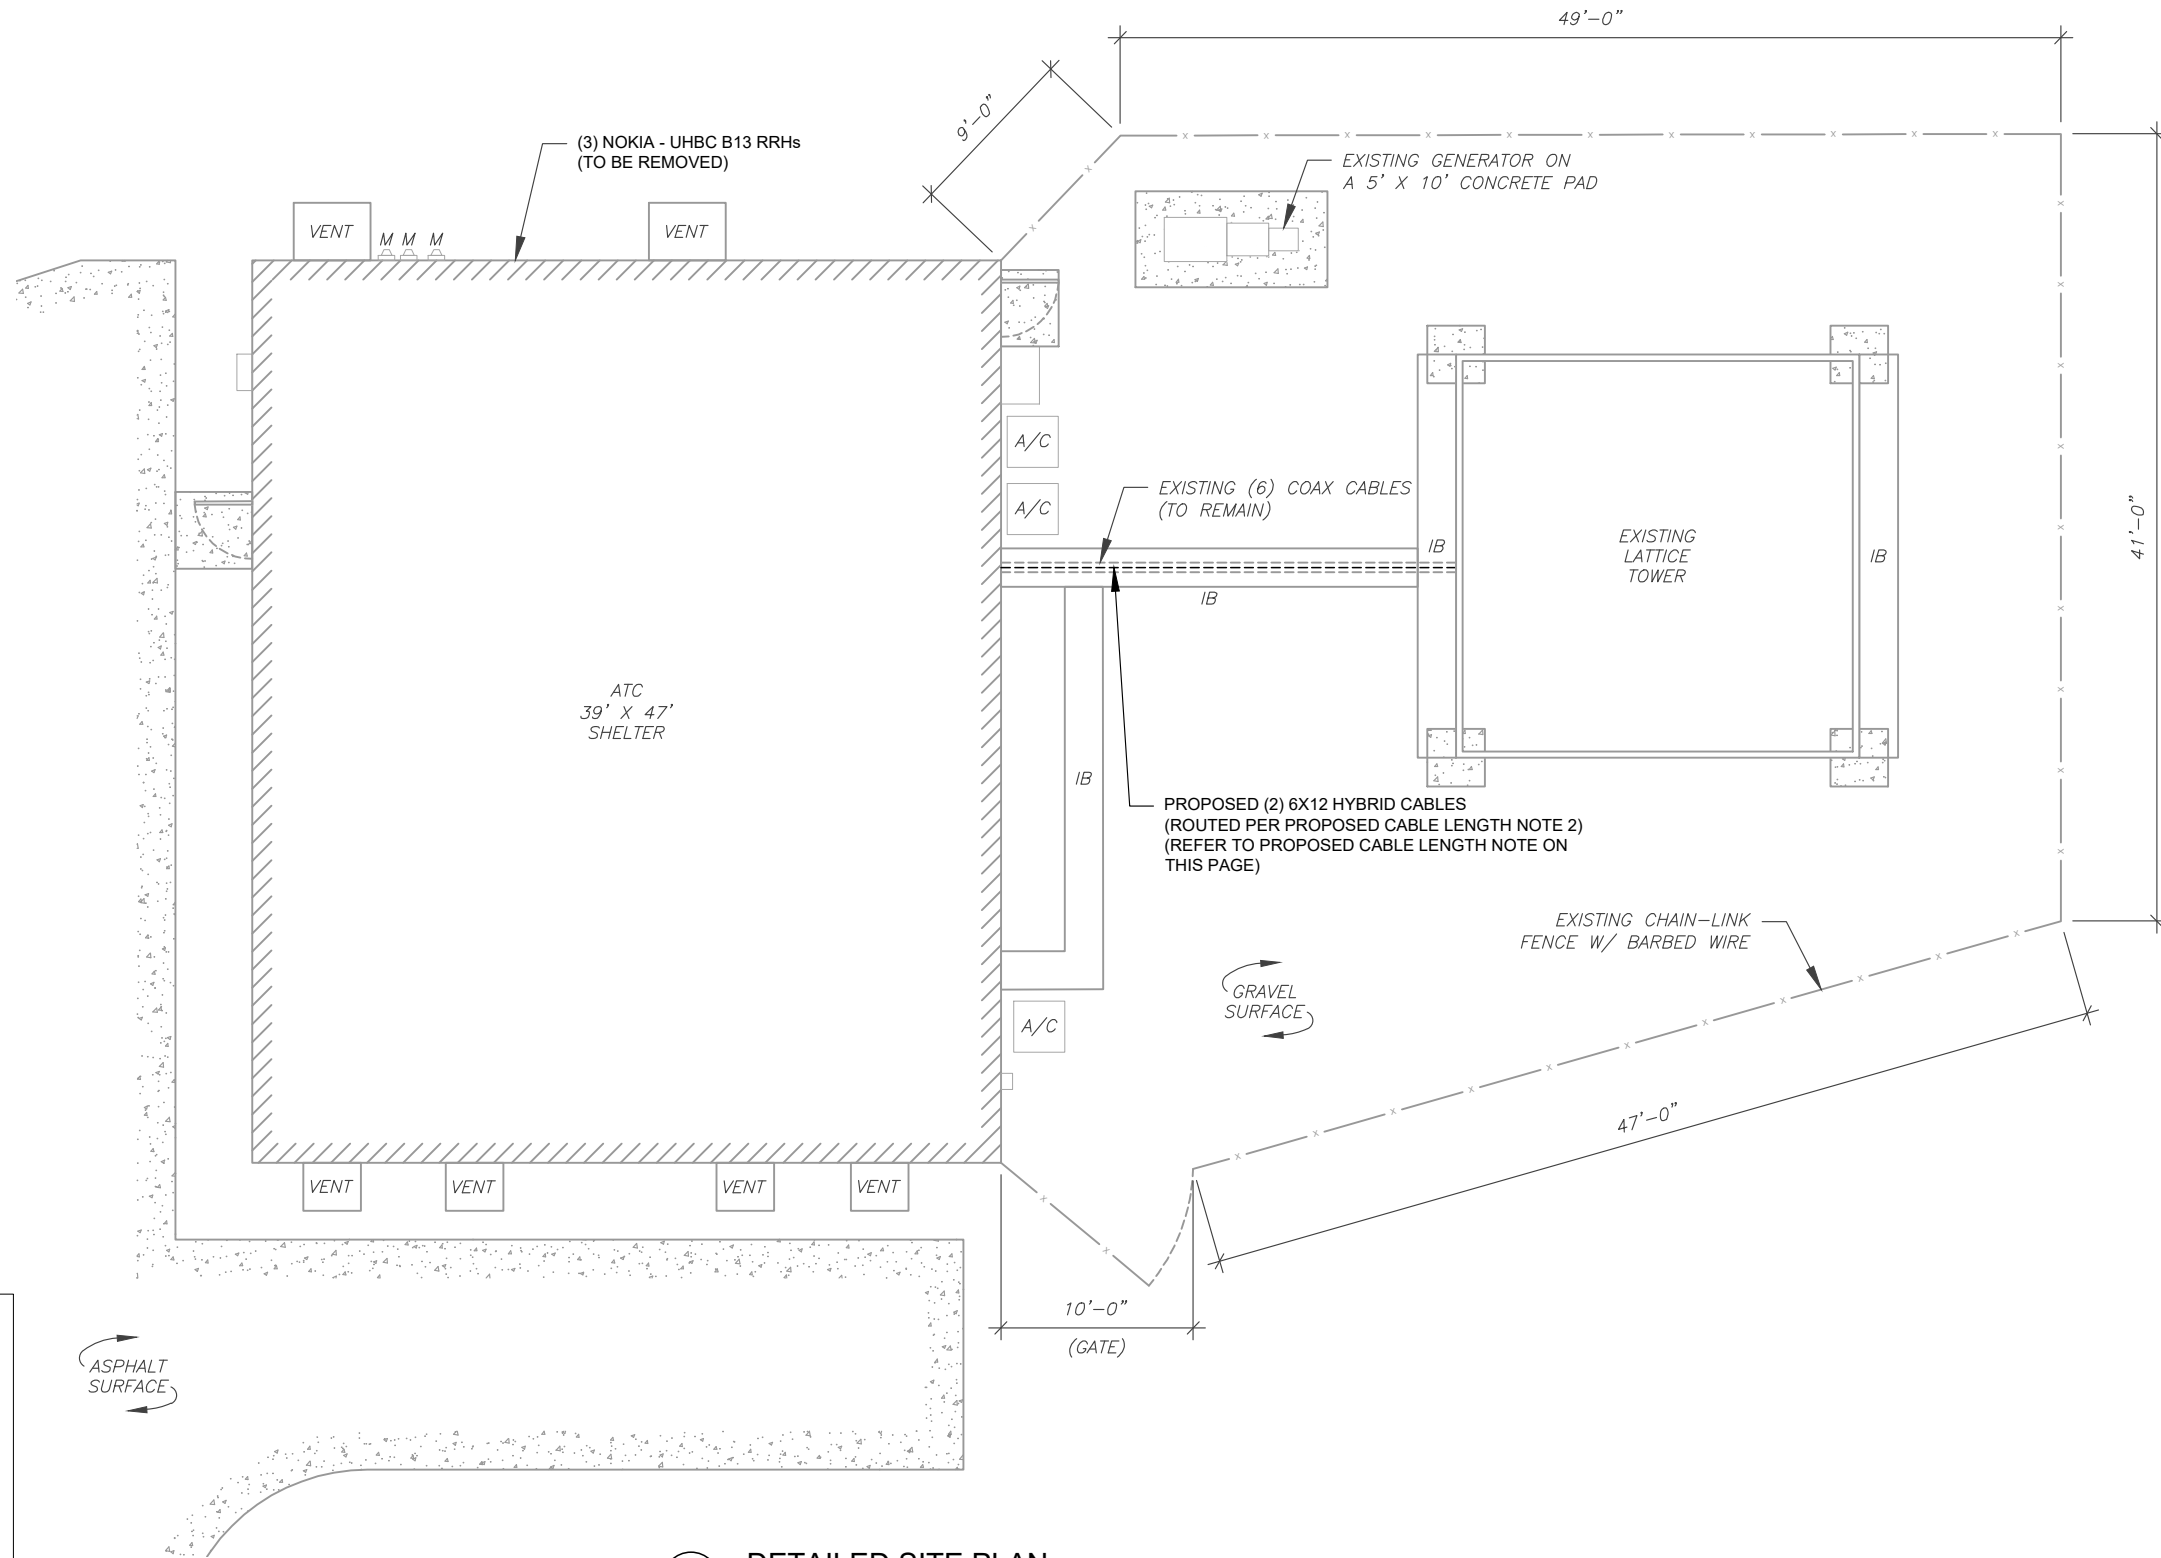 49'-0"
9'-0"
(3) NOKIA - UHBC B13 RRHs
(TO BE REMOVED)
EXISTING GENERATOR ON
A 5' X 10' CONCRETE PAD
VENT
M M M
VENT
A/C
A/C
EXISTING (6) COAX CABLES
(TO REMAIN)
IB
EXISTING
LATTICE
TOWER
IB
41'-0"
IB
ATC
39' X 47'
SHELTER
IB
PROPOSED (2) 6X12 HYBRID CABLES
(ROUTED PER PROPOSED CABLE LENGTH NOTE 2)
(REFER TO PROPOSED CABLE LENGTH NOTE ON
THIS PAGE)
EXISTING CHAIN-LINK
FENCE W/ BARBED WIRE
GRAVEL
SURFACE
A/C
47'-0"
VENT
VENT
VENT
VENT
10'-0"
(GATE)
ASPHALT
SURFACE
DETAILED SITE PLAN